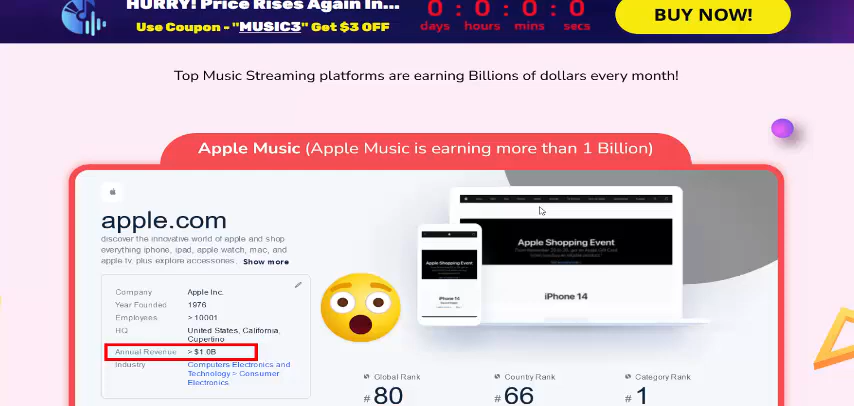 HURRY! Price Rises Again In...
Use Coupon - "MUSIC3" Get $3 OFF
0 : 0 : 0 : 0
days hours mins secs
BUY NOW!
Top Music Streaming platforms are earning Billions of dollars every month!
Apple Music (Apple Music is earning more than 1 Billion)
apple.com
discover the innovative world of apple and shop
everything iphone, ipad, apple watch, mac, and
apple tv, plus explore accessories, Show more
Company Apple Inc.
Year Founded 1976
Employees > 10001
HQ United States, California,
Cupertino
Annual Revenue > $1.0B
Industry Computers Electronics and
Technology > Consumer
Electronics
Apple Shopping Event
iPhone 14
Apple Shopping Event
iPhone 14
Global Rank
# 80
Country Rank
# 66
Category Rank
# 1